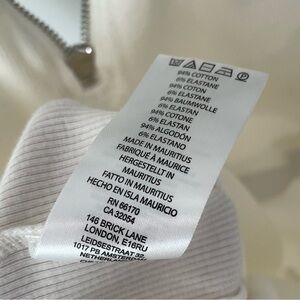 94% COTTON
6% ELASTANE
94% COTON
6% ELASTANE
94% BAUMWOLLE
6% ELASTAN
94% COTONE
6% ELASTAN
94% ALGODÓN
6% ELASTANO
MADE IN MAURITIUS
FABRIQUÉ À MAURICE
HERGESTELLT IN
MAURITIUS
FATTO IN MAURITIUS
HECHO EN ISLA MAURICIO
RN 66170
CA 32054
146 BRICK LANE
LONDON, E16RU
LEIDSESTRAAT 32,
1017 PB AMSTERDAM
NETHERLANDS